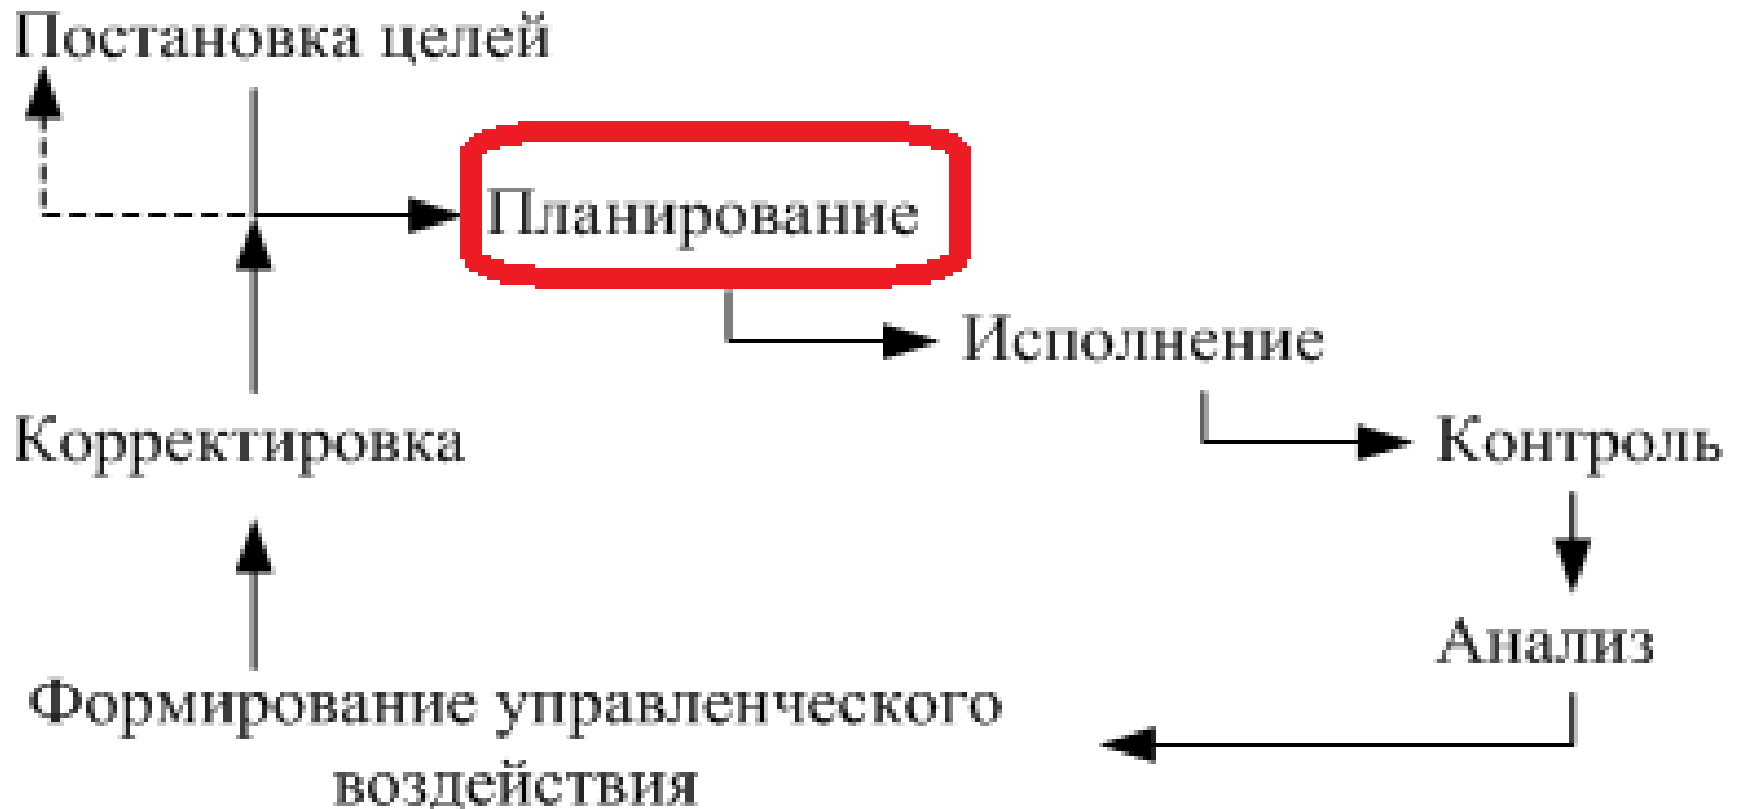 Постановка целей
Планирование
Исполнение
Корректировка
Контроль
Анализ
Формирование управленческого
воздействия